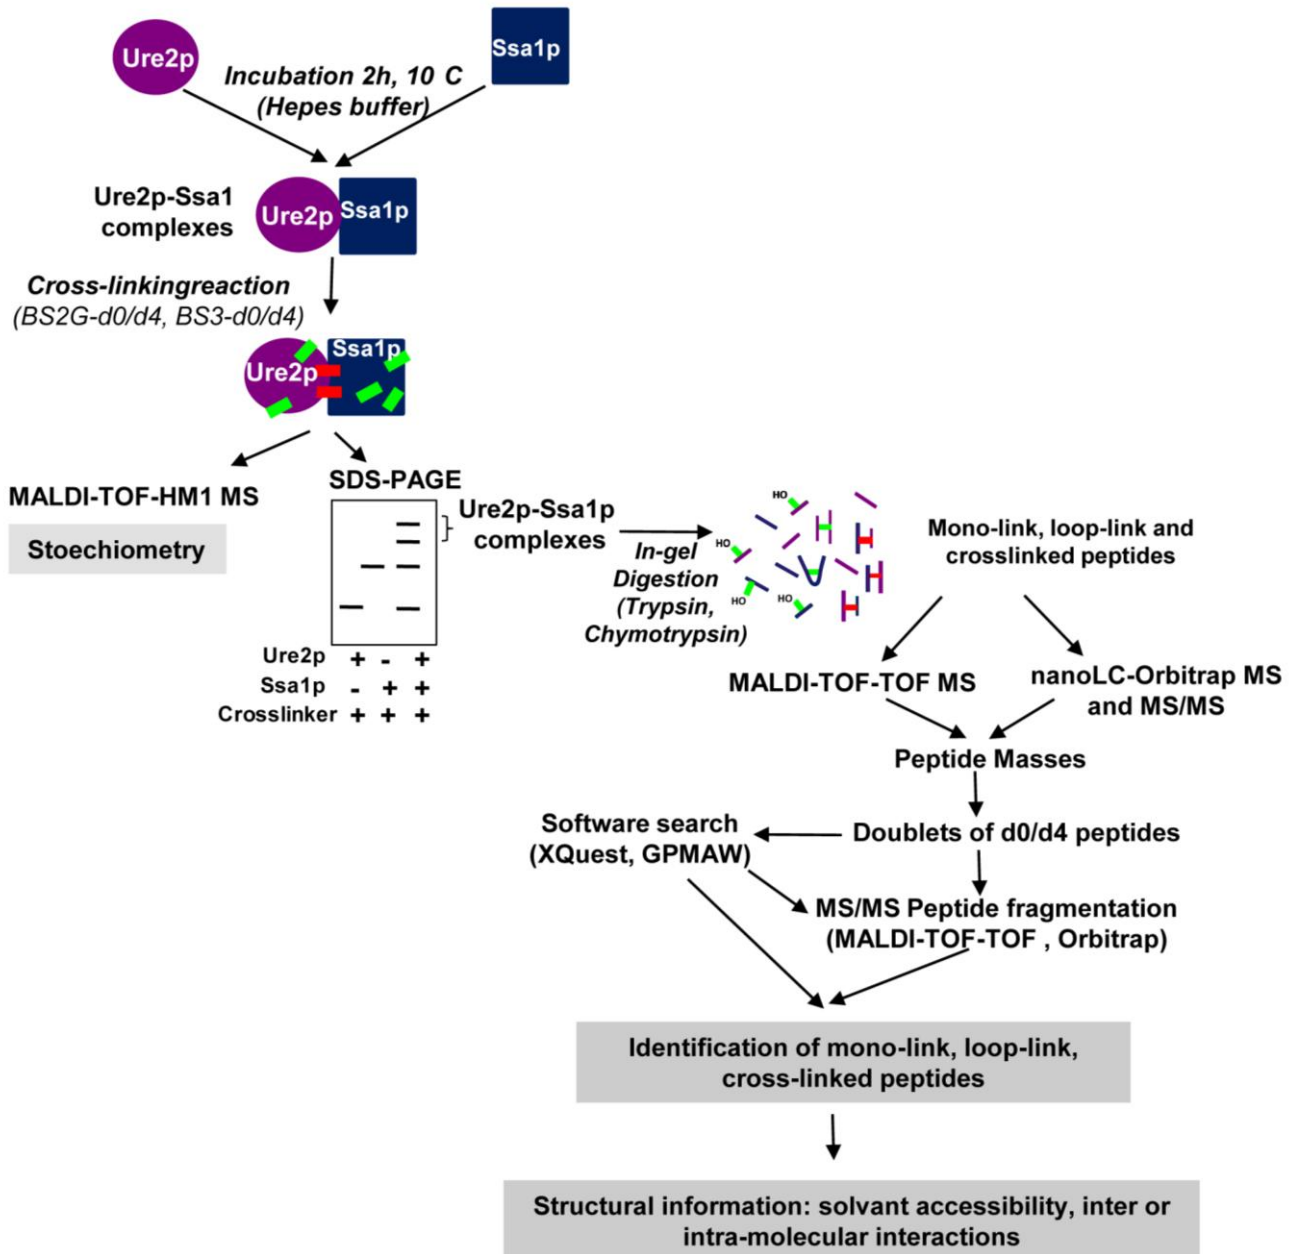 Ure2p
Ssa1p
Incubation 2h, 10 C
(Hepes buffer)
Ure2p-Ssa1
complexes
Ure2p
Ssa1p
Cross-linkingreaction
(BS2G-d0/d4, BS3-d0/d4)
Ssa1p
Ure2p
MALDI-TOF-HM1 MS
Stoechiometry
SDS-PAGE
Ure2p-Ssa1p
complexes
Ure2p + - +
Ssa1p - + +
Crosslinker + + +
In-gel
Digestion
(Trypsin,
Chymotrypsin)
HO
HO
HO
HO
Mono-link, loop-link and
crosslinked peptides
MALDI-TOF-TOF MS
nanoLC-Orbitrap MS
and MS/MS
Peptide Masses
Doublets of d0/d4 peptides
Software search
(XQuest, GPMAW)
MS/MS Peptide fragmentation
(MALDI-TOF-TOF , Orbitrap)
Identification of mono-link, loop-link,
cross-linked peptides
Structural information: solvant accessibility, inter or
intra-molecular interactions